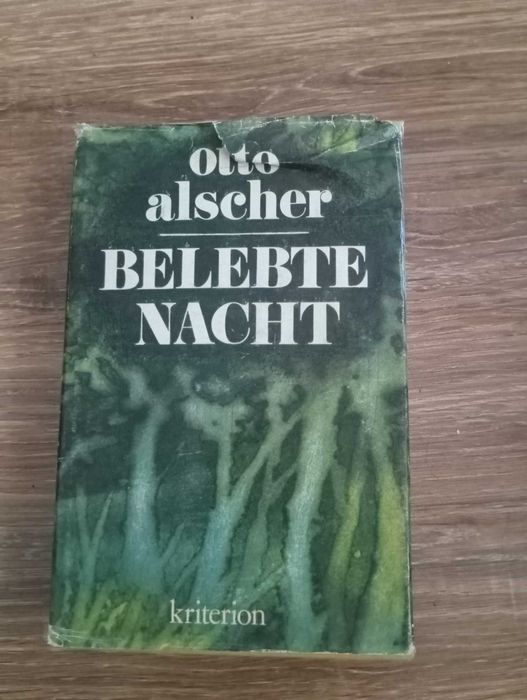 otto
alscher
BELEBTE
NACHT
kriterion